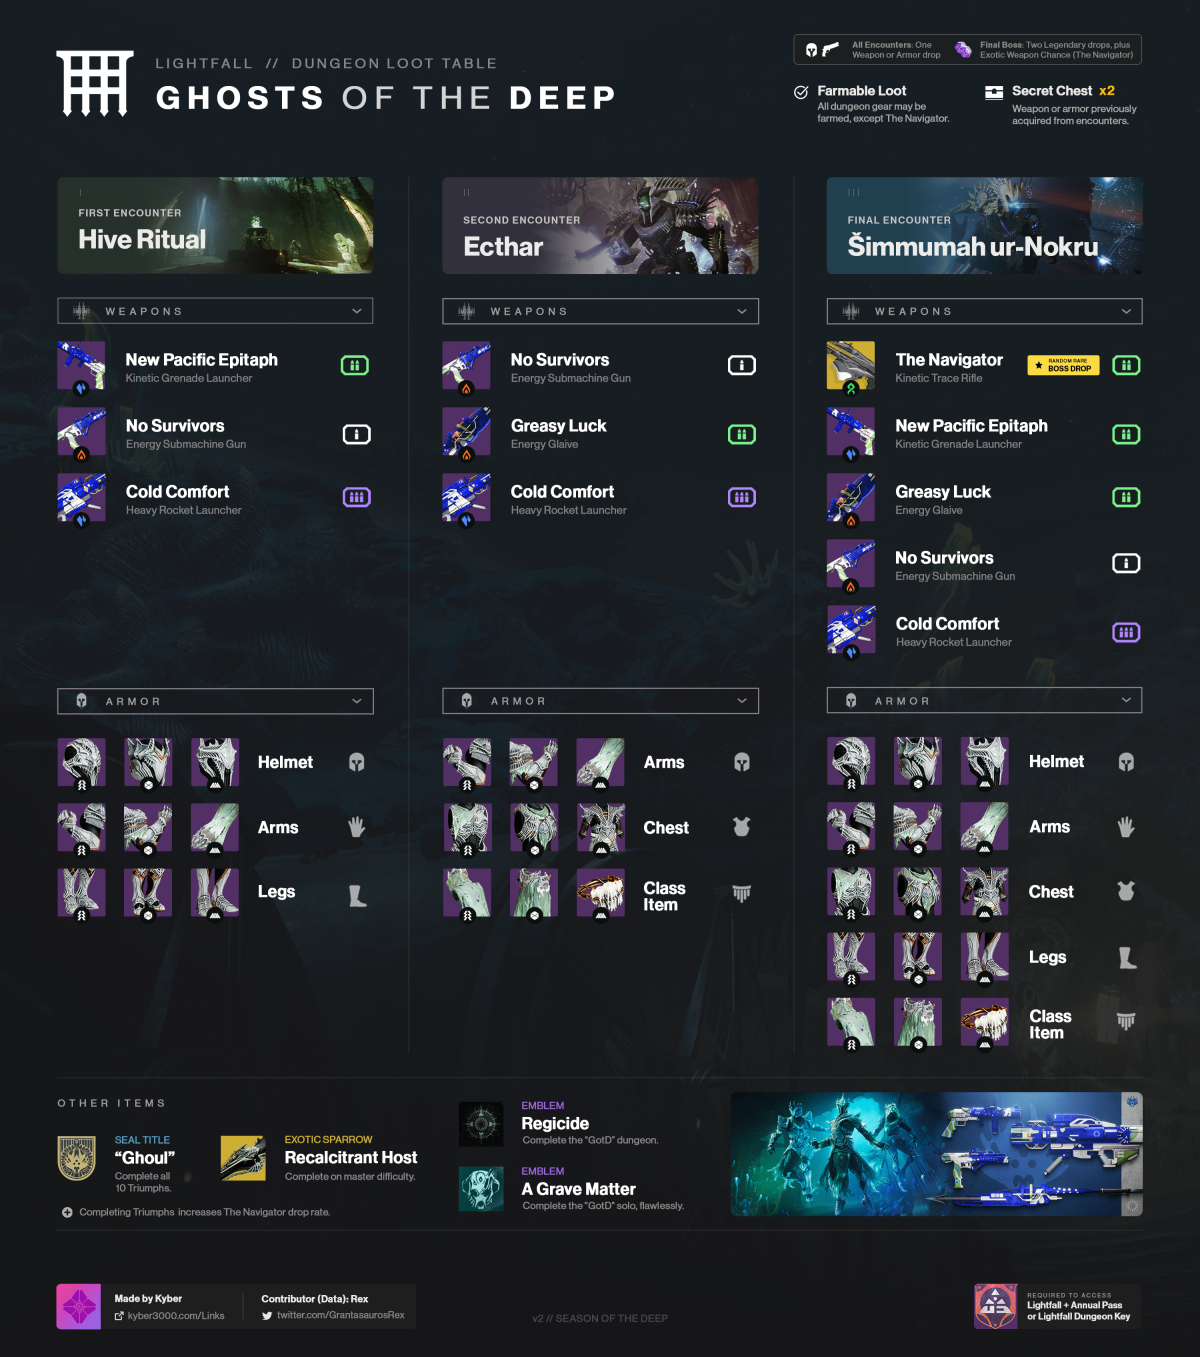 LIGHTFALL // DUNGEON LOOT TABLE
GHOSTS OF THE DEEP
All Encounters: One
Weapon or Armor drop
Final Boss: Two Legendary drops, plus
Exotic Weapon Chance (The Navigator)
Farmable Loot
All dungeon gear may be
farmed, except The Navigator.
Secret Chest x2
Weapon or armor previously
acquired from encounters.
FIRST ENCOUNTER
Hive Ritual
WEAPONS
New Pacific Epitaph
Kinetic Grenade Launcher
No Survivors
Energy Submachine Gun
Cold Comfort
Heavy Rocket Launcher
ARMOR
Helmet
Arms
Legs
SECOND ENCOUNTER
Ecthar
WEAPONS
No Survivors
Energy Submachine Gun
Greasy Luck
Energy Glaive
Cold Comfort
Heavy Rocket Launcher
ARMOR
Arms
Chest
Class
Item
FINAL ENCOUNTER
Šimmumah ur-Nokru
WEAPONS
The Navigator
Kinetic Trace Rifle
RANDOM RARE
BOSS DROP
New Pacific Epitaph
Kinetic Grenade Launcher
Greasy Luck
Energy Glaive
No Survivors
Energy Submachine Gun
Cold Comfort
Heavy Rocket Launcher
ARMOR
Helmet
Arms
Chest
Legs
Class
Item
OTHER ITEMS
SEAL TITLE
“Ghoul”
Complete all
10 Triumphs.
EXOTIC SPARROW
Recalcitrant Host
Complete on master difficulty.
Completing Triumphs increases The Navigator drop rate.
EMBLEM
Regicide
Complete the "GotD" dungeon.
EMBLEM
A Grave Matter
Complete the "GotD" solo, flawlessly.
Made by Kyber
kyber3000.com/Links
Contributor (Data): Rex
twitter.com/GrantasaurosRex
v2 // SEASON OF THE DEEP
REQUIRED TO ACCESS
Lightfall + Annual Pass
or Lightfall Dungeon Key